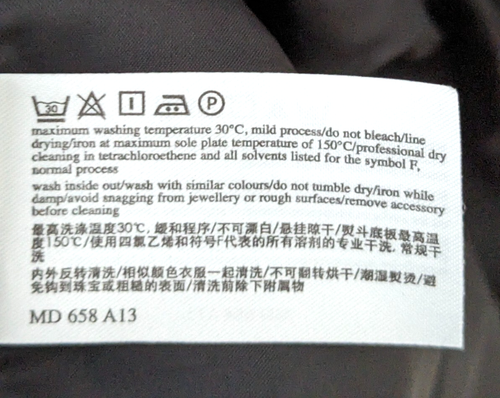 30 P
maximum washing temperature 30°C, mild process/do not bleach/line
drying/iron at maximum sole plate temperature of 150°C/professional dry
cleaning in tetrachloroethene and all solvents listed for the symbol F,
normal process
wash inside out/wash with similar colours/do not tumble dry/iron while
damp/avoid snagging from jewellery or rough surfaces/remove accessory
before cleaning
最高洗涤温度30℃, 缓和程序/不可漂白/悬挂晾干/熨斗底板最高温
度150℃/使用四氯乙烯和符号F代表的所有溶剂的专业干洗, 常规干
洗
内外反转清洗/相似颜色衣服一起清洗/不可翻转烘干/潮湿熨烫/避
免钩到珠宝或粗糙的表面/清洗前除下附属物
MD 658 A13